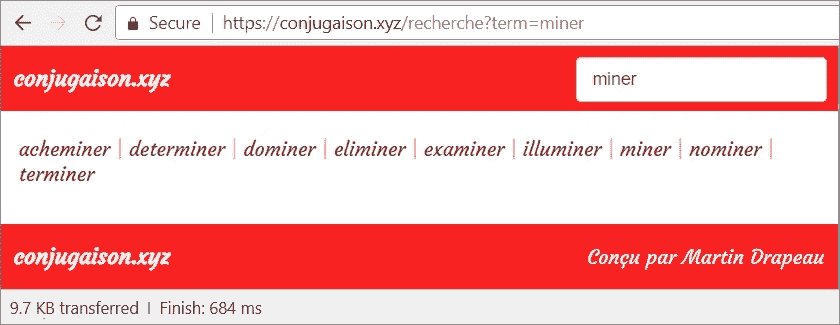 Secure | https://conjugaison.xyz/recherche?term=miner
conjugaison.xyz miner
acheminer | determiner | dominer | eliminer | examiner | illuminer | miner | nominer |
terminer
conjugaison.xyz Conçu par Martin Drapeau
9.7 KB transferred | Finish: 684 ms